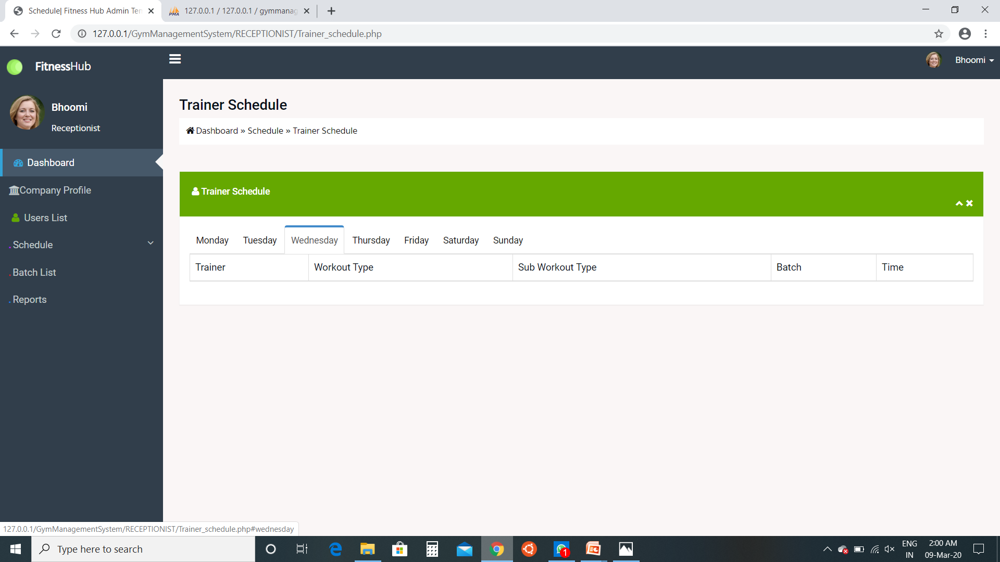 Schedule| Fitness Hub Admin Ten
127.0.0.1 / 127.0.0.1 / gymmanag
127.0.0.1/GymManagementSystem/RECEPTIONIST/Trainer_schedule.php
FitnessHub
Bhoomi
Bhoomi
Receptionist
Dashboard
Company Profile
Users List
Schedule
Batch List
Reports
Trainer Schedule
Dashboard » Schedule » Trainer Schedule
Trainer Schedule
Monday Tuesday Wednesday Thursday Friday Saturday Sunday
Trainer Workout Type Sub Workout Type Batch Time
127.0.0.1/GymManagementSystem/RECEPTIONIST/Trainer_schedule.php#wednesday
Type here to search
1
ENG
IN
2:00 AM
09-Mar-20